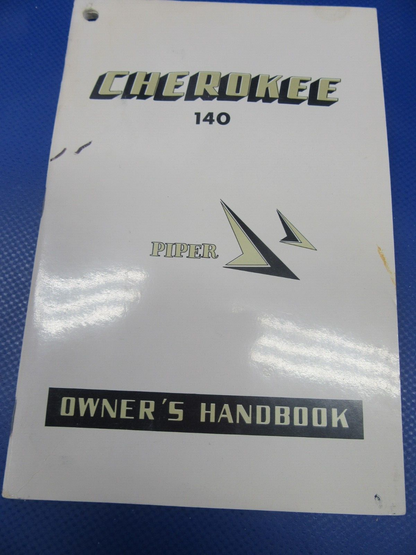 CHEROKEE
140
PIPER
OWNER'S HANDBOOK